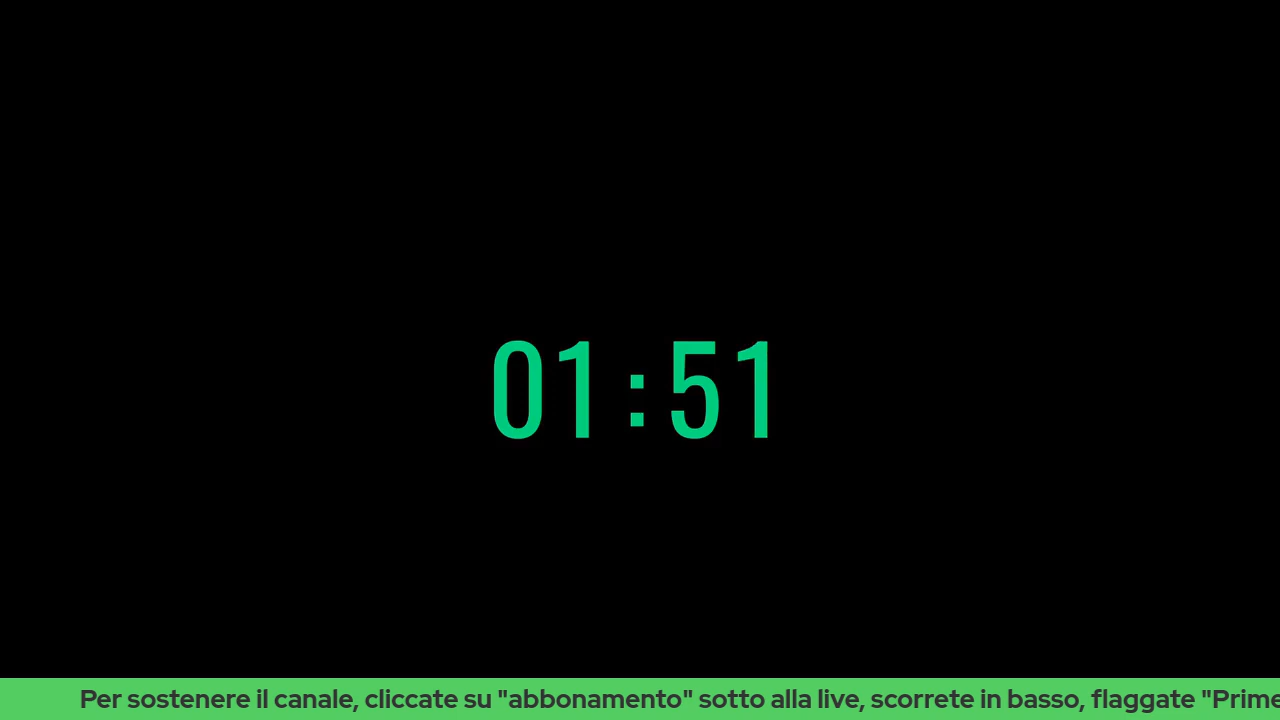 01:51
Per sostenere il canale, cliccate su "abbonamento" sotto alla live, scorrete in basso, flaggate "Prime